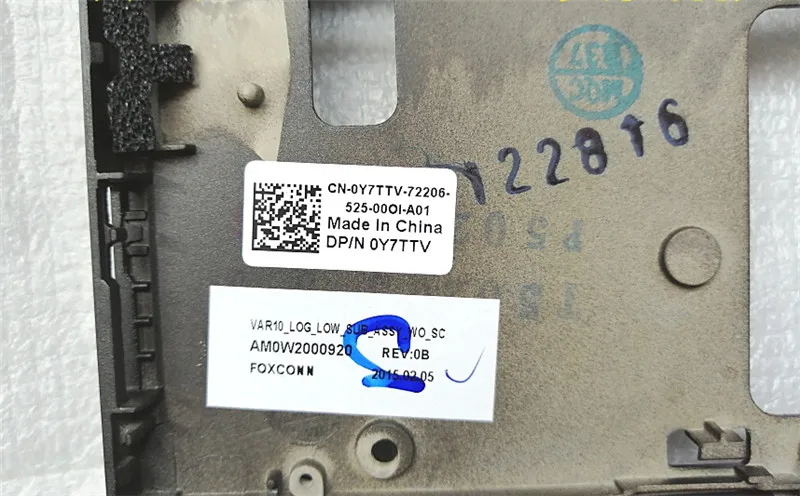 122816
CN-0Y7TTV-72206-
525-00OI-A01
Made In China
DP/N 0Y7TTV
VAR10_LOG_LOW_SUB_ASSY_WO_SC
AM0W2000920 REV:0B
FOXCONN 2015.02.05